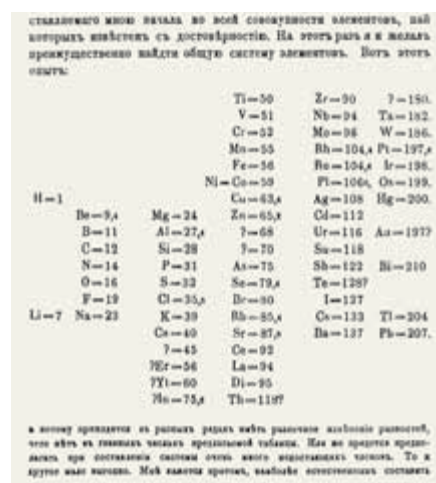 ставляемаго мною начала во всей совокупности элементовъ, пай
которыхъ извѣстенъ съ достовѣрностію. На этотъ разъ я и желалъ
преимущественно найдти общую систему элементовъ. Вотъ этотъ
опытъ:
Ti=50 Zr=90 ?=180.
V=51 Nb=94 Ta=182.
Cr=52 Mo=96 W=186.
Mn=55 Rh=104,4 Pt=197,4
Fe=56 Ru=104,4 Ir=198.
Ni=Co=59 Pl=106,6 Os=199.
H=1 Cu=63,4 Ag=108 Hg=200.
Be=9,4 Mg=24 Zn=65,2 Cd=112
B=11 Al=27,4 ?=68 Ur=116 Au=197?
C=12 Si=28 ?=70 Su=118
N=14 P=31 As=75 Sb=122 Bi=210
O=16 S=32 Se=79,4 Te=128?
F=19 Cl=35,5 Br=80 I=127
Li=7 Na=23 K=39 Rb=85,4 Cs=133 Tl=204
Ca=40 Sr=87,6 Ba=137 Pb=207.
?=45 Ce=92
?Er=56 La=94
?Yt=60 Di=95
?In=75,6 Th=118?
а потому приходится въ разныхъ рядахъ имѣть различное измѣненіе разностей,
чего нѣтъ въ главныхъ числахъ предлагаемой таблицы. Или же придется предпо-
лагать при составленіи системы очень много недостающихъ членовъ. То и
другое мало выгодно. Мнѣ кажется притомъ, наиболѣе естественнымъ составить